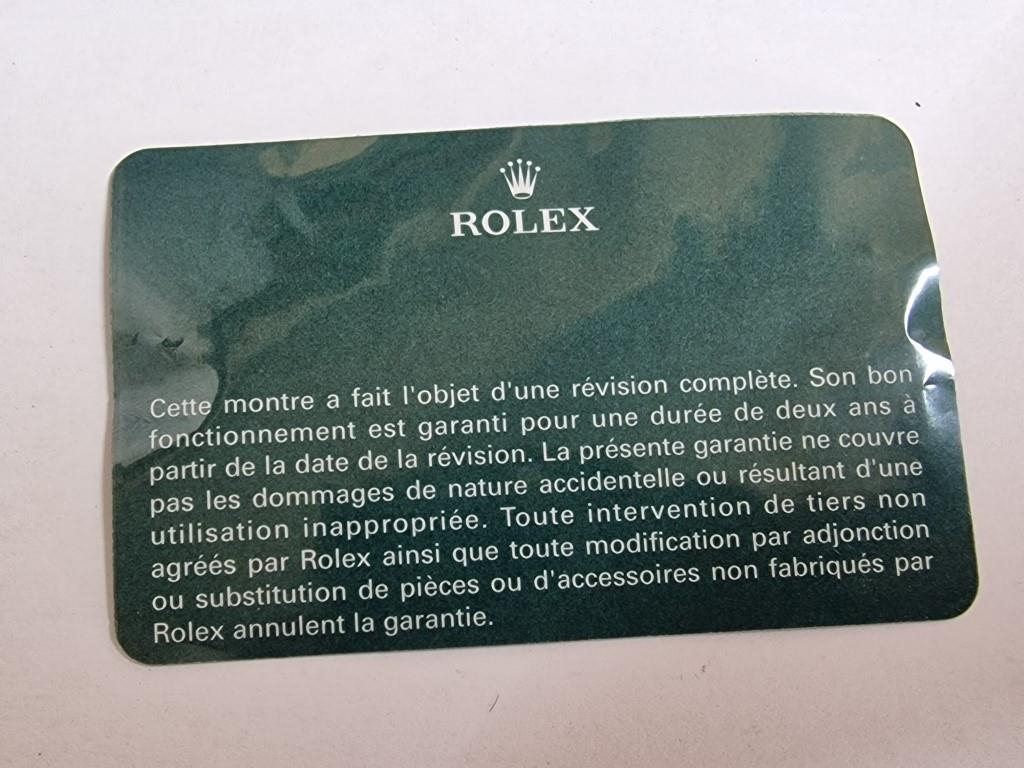 ROLEX
Cette montre a fait l'objet d'une révision complète. Son bon
fonctionnement est garanti pour une durée de deux ans à
partir de la date de la révision. La présente garantie ne couvre
pas les dommages de nature accidentelle ou résultant d'une
utilisation inappropriée. Toute intervention de tiers non
agréés par Rolex ainsi que toute modification par adjonction
ou substitution de pièces ou d'accessoires non fabriqués par
Rolex annulent la garantie.